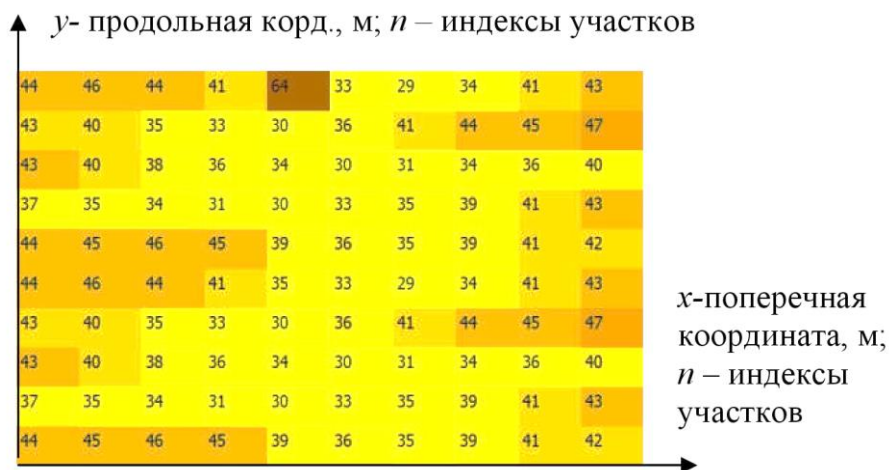 y- продольная корд., м; n – индексы участков
44 46 44 41 64 33 29 34 41 43
43 40 35 33 30 36 41 44 45 47
43 40 38 36 34 30 31 34 36 40
37 35 34 31 30 33 35 39 41 43
44 45 46 45 39 36 35 39 41 42
44 46 44 41 35 33 29 34 41 43
43 40 35 33 30 36 41 44 45 47
43 40 38 36 34 30 31 34 36 40
37 35 34 31 30 33 35 39 41 43
44 45 46 45 39 36 35 39 41 42
x-поперечная
координата, м;
n – индексы
участков